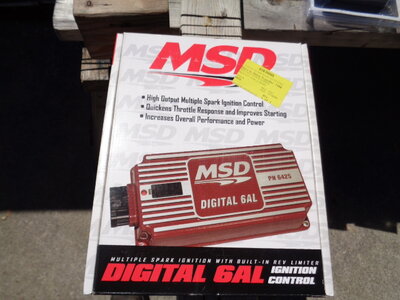 MSD
• High Output Multiple Spark Ignition Control
• Quickens Throttle Response and Improves Starting
• Increases Overall Performance and Power
MSD
PN 6425
DIGITAL 6AL
MULTIPLE SPARK IGNITION WITH BUILT-IN REV LIMITER
DIGITAL 6AL IGNITION
CONTROL